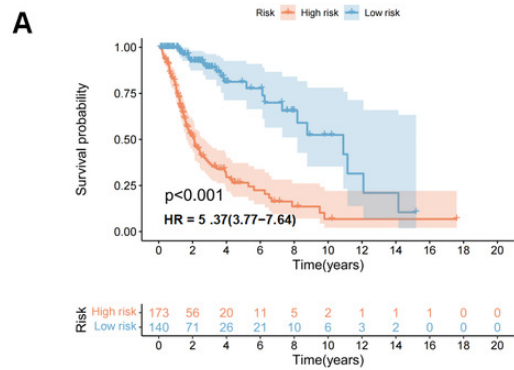 A
Risk High risk Low risk
Survival probability
1.00
0.75
0.50
0.25
0.00
p<0.001
HR = 5 .37(3.77-7.64)
0 2 4 6 8 10 12 14 16 18 20
Time(years)
Risk
High risk 173 56 20 11 5 2 1 1 1 0 0
Low risk 140 71 26 21 10 6 3 2 0 0 0
0 2 4 6 8 10 12 14 16 18 20
Time(years)